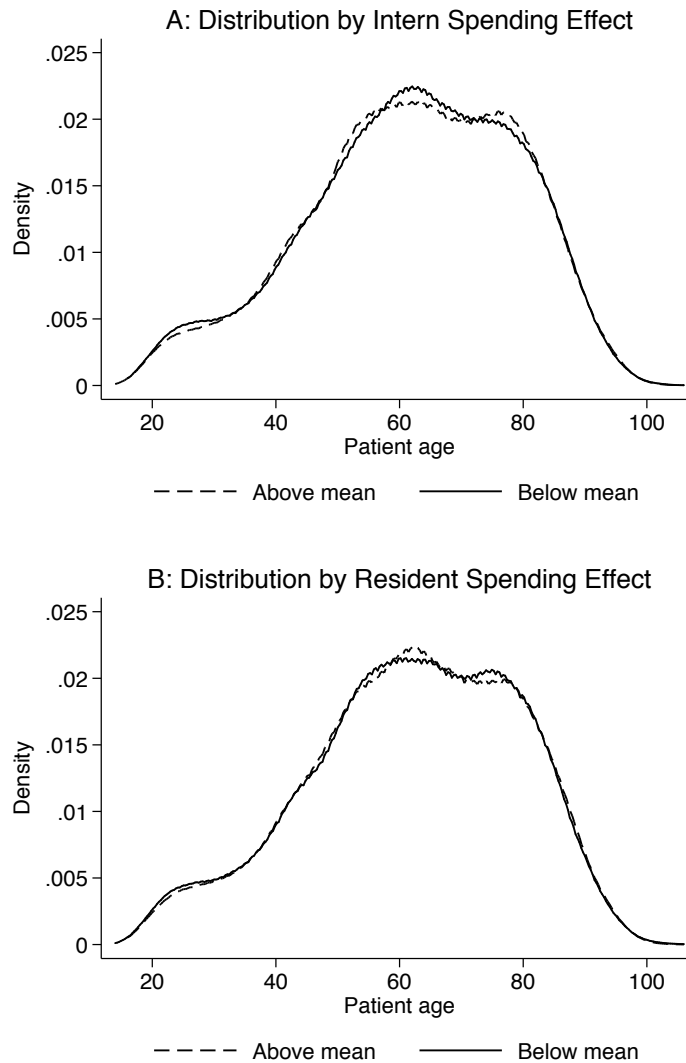 A: Distribution by Intern Spending Effect
.025
.02
.015
.01
.005
0
Density
20 40 60 80 100
Patient age
Above mean Below mean
B: Distribution by Resident Spending Effect
.025
.02
.015
.01
.005
0
Density
20 40 60 80 100
Patient age
Above mean Below mean